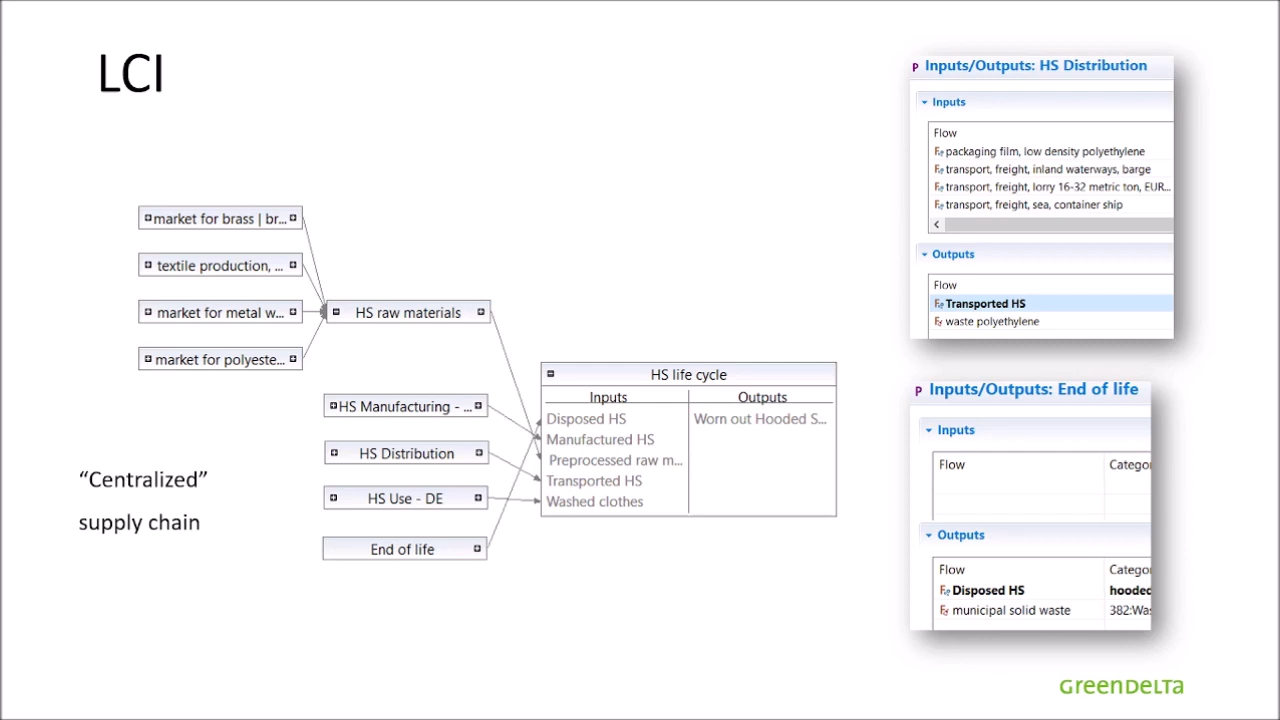 LCI
market for brass | br...
textile production, ...
market for metal w...
market for polyeste...
HS raw materials
HS Manufacturing - ...
HS Distribution
HS Use - DE
End of life
HS life cycle
Inputs
Outputs
Disposed HS
Worn out Hooded S...
Manufactured HS
Preprocessed raw m...
Transported HS
Washed clothes
“Centralized”
supply chain
P Inputs/Outputs: HS Distribution
Inputs
Flow
packaging film, low density polyethylene
transport, freight, inland waterways, barge
transport, freight, lorry 16-32 metric ton, EUR...
transport, freight, sea, container ship
Outputs
Flow
Transported HS
waste polyethylene
P Inputs/Outputs: End of life
Inputs
Flow Catego
Outputs
Flow Catego
Disposed HS hooded
municipal solid waste 382:Was
GreenDelta